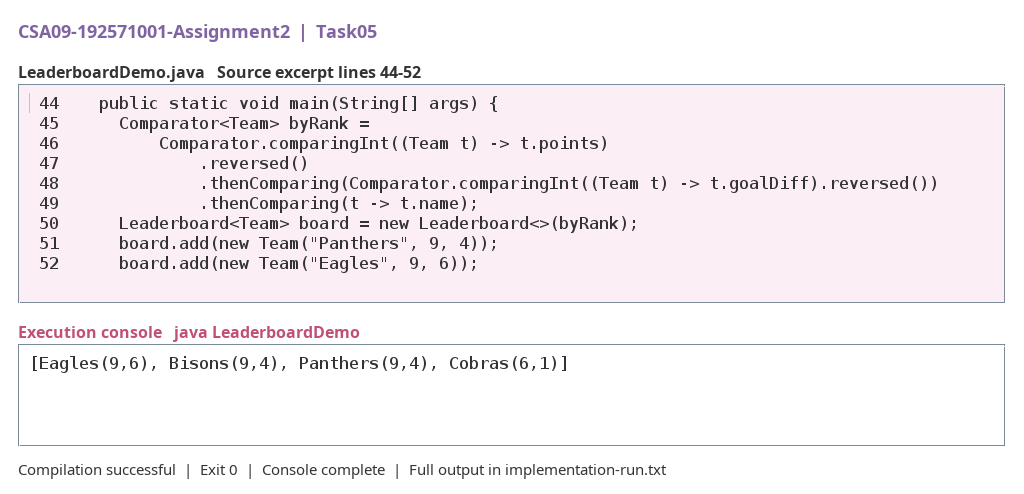 CSA09-192571001-Assignment2 | Task05
LeaderboardDemo.java Source excerpt lines 44-52
44    public static void main(String[] args) {
45      Comparator<Team> byRank =
46          Comparator.comparingInt((Team t) -> t.points)
47              .reversed()
48              .thenComparing(Comparator.comparingInt((Team t) -> t.goalDiff).reversed())
49              .thenComparing(t -> t.name);
50      Leaderboard<Team> board = new Leaderboard<>(byRank);
51      board.add(new Team("Panthers", 9, 4));
52      board.add(new Team("Eagles", 9, 6));
Execution console java LeaderboardDemo
[Eagles(9,6), Bisons(9,4), Panthers(9,4), Cobras(6,1)]
Compilation successful | Exit 0 | Console complete | Full output in implementation-run.txt